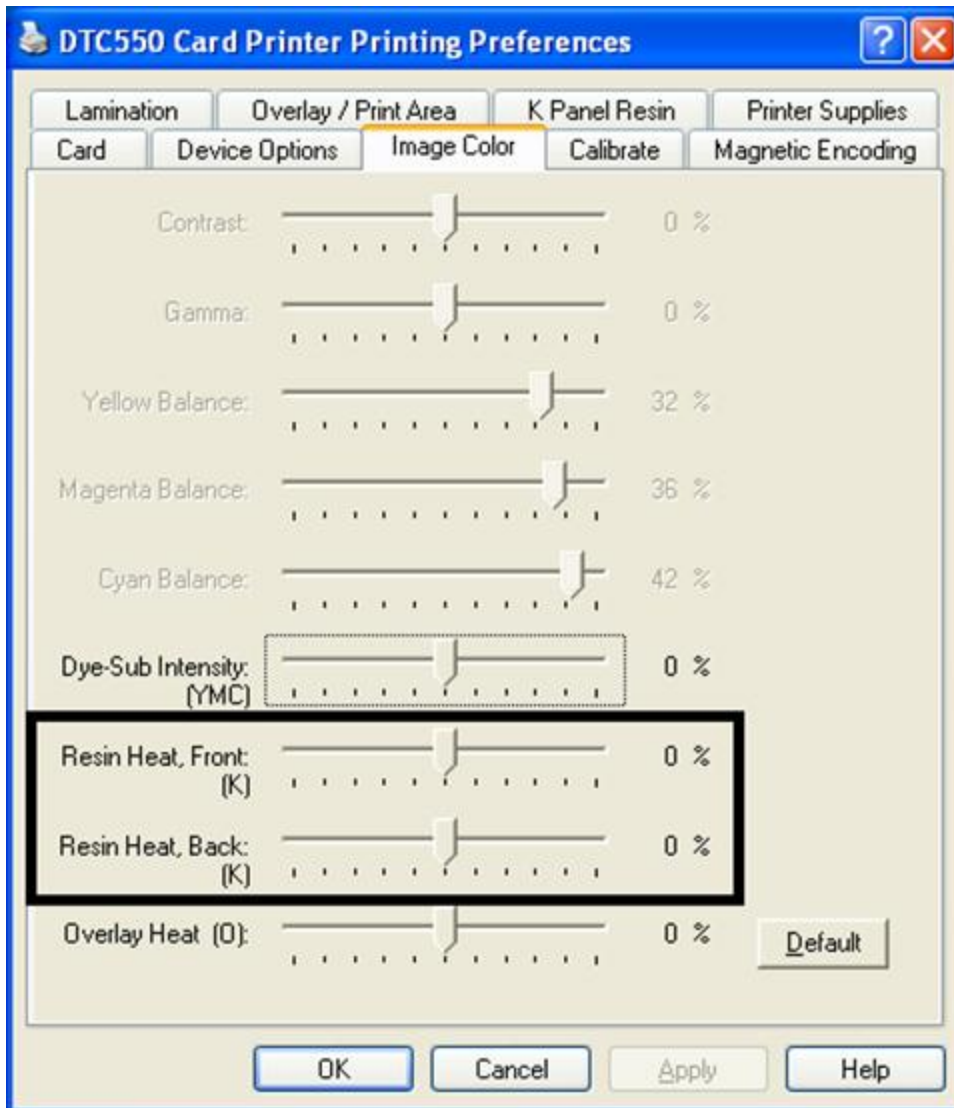 DTC550 Card Printer Printing Preferences
Lamination Overlay / Print Area K Panel Resin Printer Supplies
Card Device Options Image Color Calibrate Magnetic Encoding
Contrast: 0 %
Gamma: 0 %
Yellow Balance: 32 %
Magenta Balance: 36 %
Cyan Balance: 42 %
Dye-Sub Intensity: 0 %
(YMC)
Resin Heat, Front: 0 %
(K)
Resin Heat, Back: 0 %
(K)
Overlay Heat (O): 0 %
Default
OK Cancel Apply Help